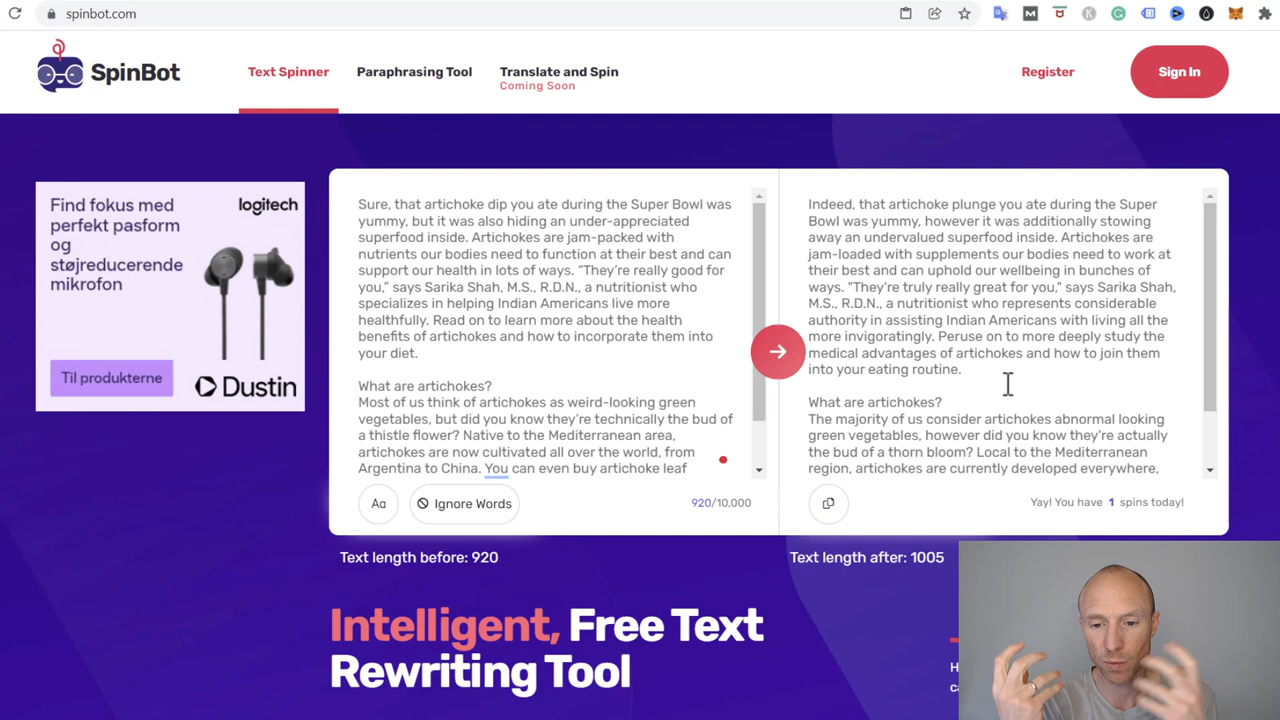 spinbot.com
SpinBot
Text Spinner
Paraphrasing Tool
Translate and Spin
Coming Soon
Register
Sign In
Find fokus med
perfekt pasform
og
støjreducerende
mikrofon
logitech
Til produkterne
Dustin
Sure, that artichoke dip you ate during the Super Bowl was
yummy, but it was also hiding an under-appreciated
superfood inside. Artichokes are jam-packed with
nutrients our bodies need to function at their best and can
support our health in lots of ways. “They’re really good for
you,” says Sarika Shah, M.S., R.D.N., a nutritionist who
specializes in helping Indian Americans live more
healthfully. Read on to learn more about the health
benefits of artichokes and how to incorporate them into
your diet.
What are artichokes?
Most of us think of artichokes as weird-looking green
vegetables, but did you know they’re technically the bud of
a thistle flower? Native to the Mediterranean area,
artichokes are now cultivated all over the world, from
Argentina to China. You can even buy artichoke leaf
Aa
Ignore Words
920/10,000
Indeed, that artichoke plunge you ate during the Super
Bowl was yummy, however it was additionally stowing
away an undervalued superfood inside. Artichokes are
jam-loaded with supplements our bodies need to work at
their best and can uphold our wellbeing in bunches of
ways. "They're truly really great for you," says Sarika Shah,
M.S., R.D.N., a nutritionist who represents considerable
authority in assisting Indian Americans with living all the
more invigoratingly. Peruse on to more deeply study the
medical advantages of artichokes and how to join them
into your eating routine.
What are artichokes?
The majority of us consider artichokes abnormal looking
green vegetables, however did you know they're actually
the bud of a thorn bloom? Local to the Mediterranean
region, artichokes are currently developed everywhere,
Yay! You have 1 spins today!
Text length before: 920
Text length after: 1005
Intelligent, Free Text
Rewriting Tool